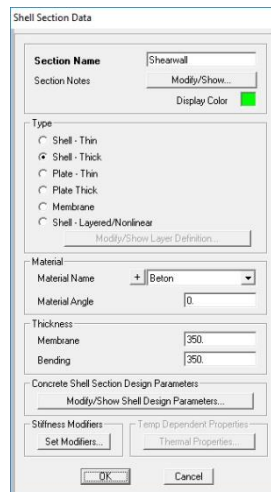 Shell Section Data
Section Name Shearwall
Section Notes Modify/Show...
Display Color
Type
Shell - Thin
Shell - Thick
Plate - Thin
Plate Thick
Membrane
Shell - Layered/Nonlinear
Modify/Show Layer Definition...
Material
Material Name + Beton
Material Angle 0.
Thickness
Membrane 350.
Bending 350.
Concrete Shell Section Design Parameters
Modify/Show Shell Design Parameters...
Stiffness Modifiers Temp Dependent Properties
Set Modifiers... Thermal Properties...
OK Cancel